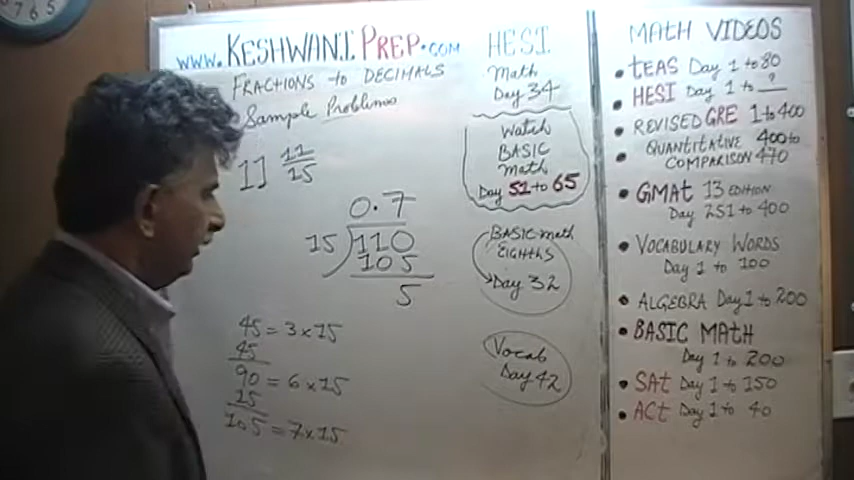 7 6 5
www.KESHWANIPREP.COM
FRACTIONS to DECIMALS
Sample Problems
1] 11/15
0.7
15)110
105
5
45 = 3 x 15
45
90 = 6 x 15
15
105 = 7 x 15
HESI
Math
Day 34
Watch
BASIC
Math
Day 51 to 65
BASIC math
EIGHTHS
Day 32
Vocab
Day 42
MATH VIDEOS
• TEAS Day 1 to 80
• HESI Day 1 to ?
• REVISED GRE 1 to 400
• QUANTITATIVE 400 to
COMPARISON 470
• GMAT 13 EDITION
Day 251 to 400
• VOCABULARY WORDS
Day 1 to 100
• ALGEBRA Day 1 to 200
• BASIC MATH
Day 1 to 200
• SAT Day 1 to 150
• ACT Day 1 to 40